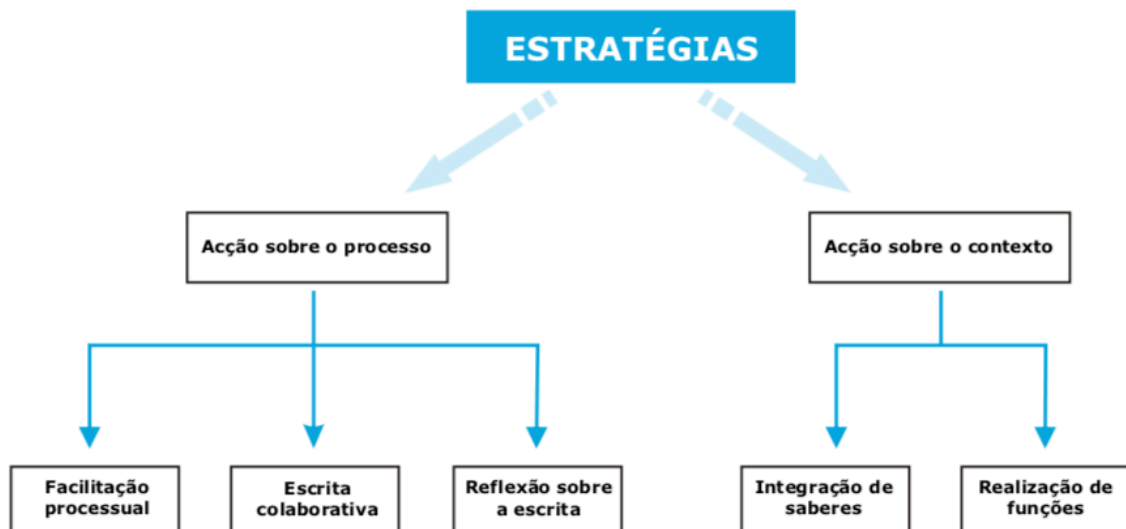 ESTRATÉGIAS
Acção sobre o processo
Acção sobre o contexto
Facilitação
processual
Escrita
colaborativa
Reflexão sobre
a escrita
Integração de
saberes
Realização de
funções